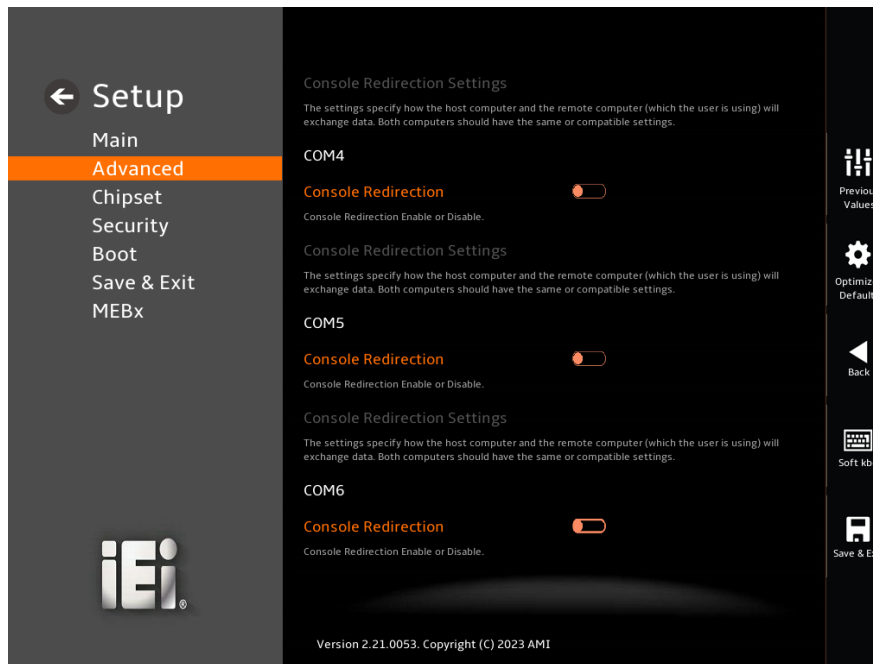 Setup
Main
Advanced
Chipset
Security
Boot
Save & Exit
MEBx
iEi
®
Console Redirection Settings
The settings specify how the host computer and the remote computer (which the user is using) will
exchange data. Both computers should have the same or compatible settings.
COM4
Console Redirection
Console Redirection Enable or Disable.
Console Redirection Settings
The settings specify how the host computer and the remote computer (which the user is using) will
exchange data. Both computers should have the same or compatible settings.
COM5
Console Redirection
Console Redirection Enable or Disable.
Console Redirection Settings
The settings specify how the host computer and the remote computer (which the user is using) will
exchange data. Both computers should have the same or compatible settings.
COM6
Console Redirection
Console Redirection Enable or Disable.
Version 2.21.0053. Copyright (C) 2023 AMI
Previou
Values
Optimiz
Default
Back
Soft kb
Save & E